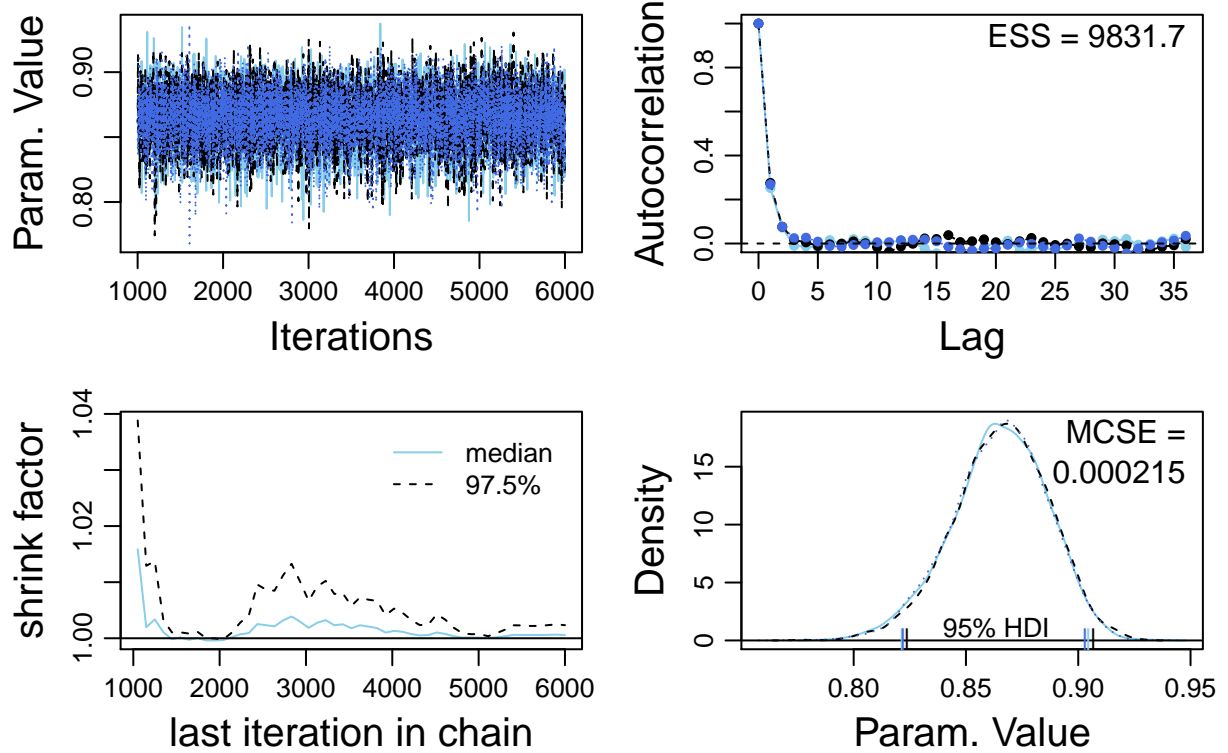 Param. Value
0.80 0.90
1000 2000 3000 4000 5000 6000
Iterations
Autocorrelation
0.0 0.4 0.8
ESS = 9831.7
0 5 10 15 20 25 30 35
Lag
shrink factor
1.00 1.02 1.04
median
97.5%
1000 2000 3000 4000 5000 6000
last iteration in chain
Density
0 5 10 15
MCSE =
0.000215
95% HDI
0.80 0.85 0.90 0.95
Param. Value